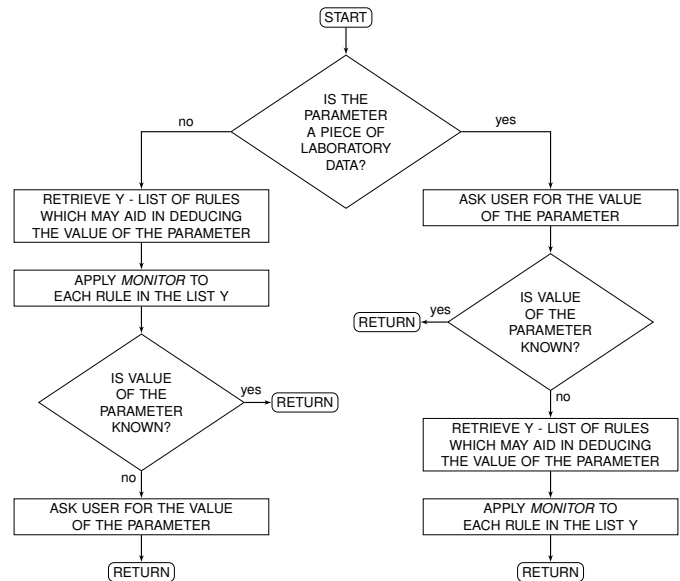 START
IS THE
PARAMETER
A PIECE OF
LABORATORY
DATA?
no
yes
RETRIEVE Y - LIST OF RULES
WHICH MAY AID IN DEDUCING
THE VALUE OF THE PARAMETER
APPLY MONITOR TO
EACH RULE IN THE LIST Y
IS VALUE
OF THE
PARAMETER
KNOWN?
yes
RETURN
no
ASK USER FOR THE VALUE
OF THE PARAMETER
RETURN
ASK USER FOR THE VALUE
OF THE PARAMETER
IS VALUE
OF THE
PARAMETER
KNOWN?
yes
RETURN
no
RETRIEVE Y - LIST OF RULES
WHICH MAY AID IN DEDUCING
THE VALUE OF THE PARAMETER
APPLY MONITOR TO
EACH RULE IN THE LIST Y
RETURN